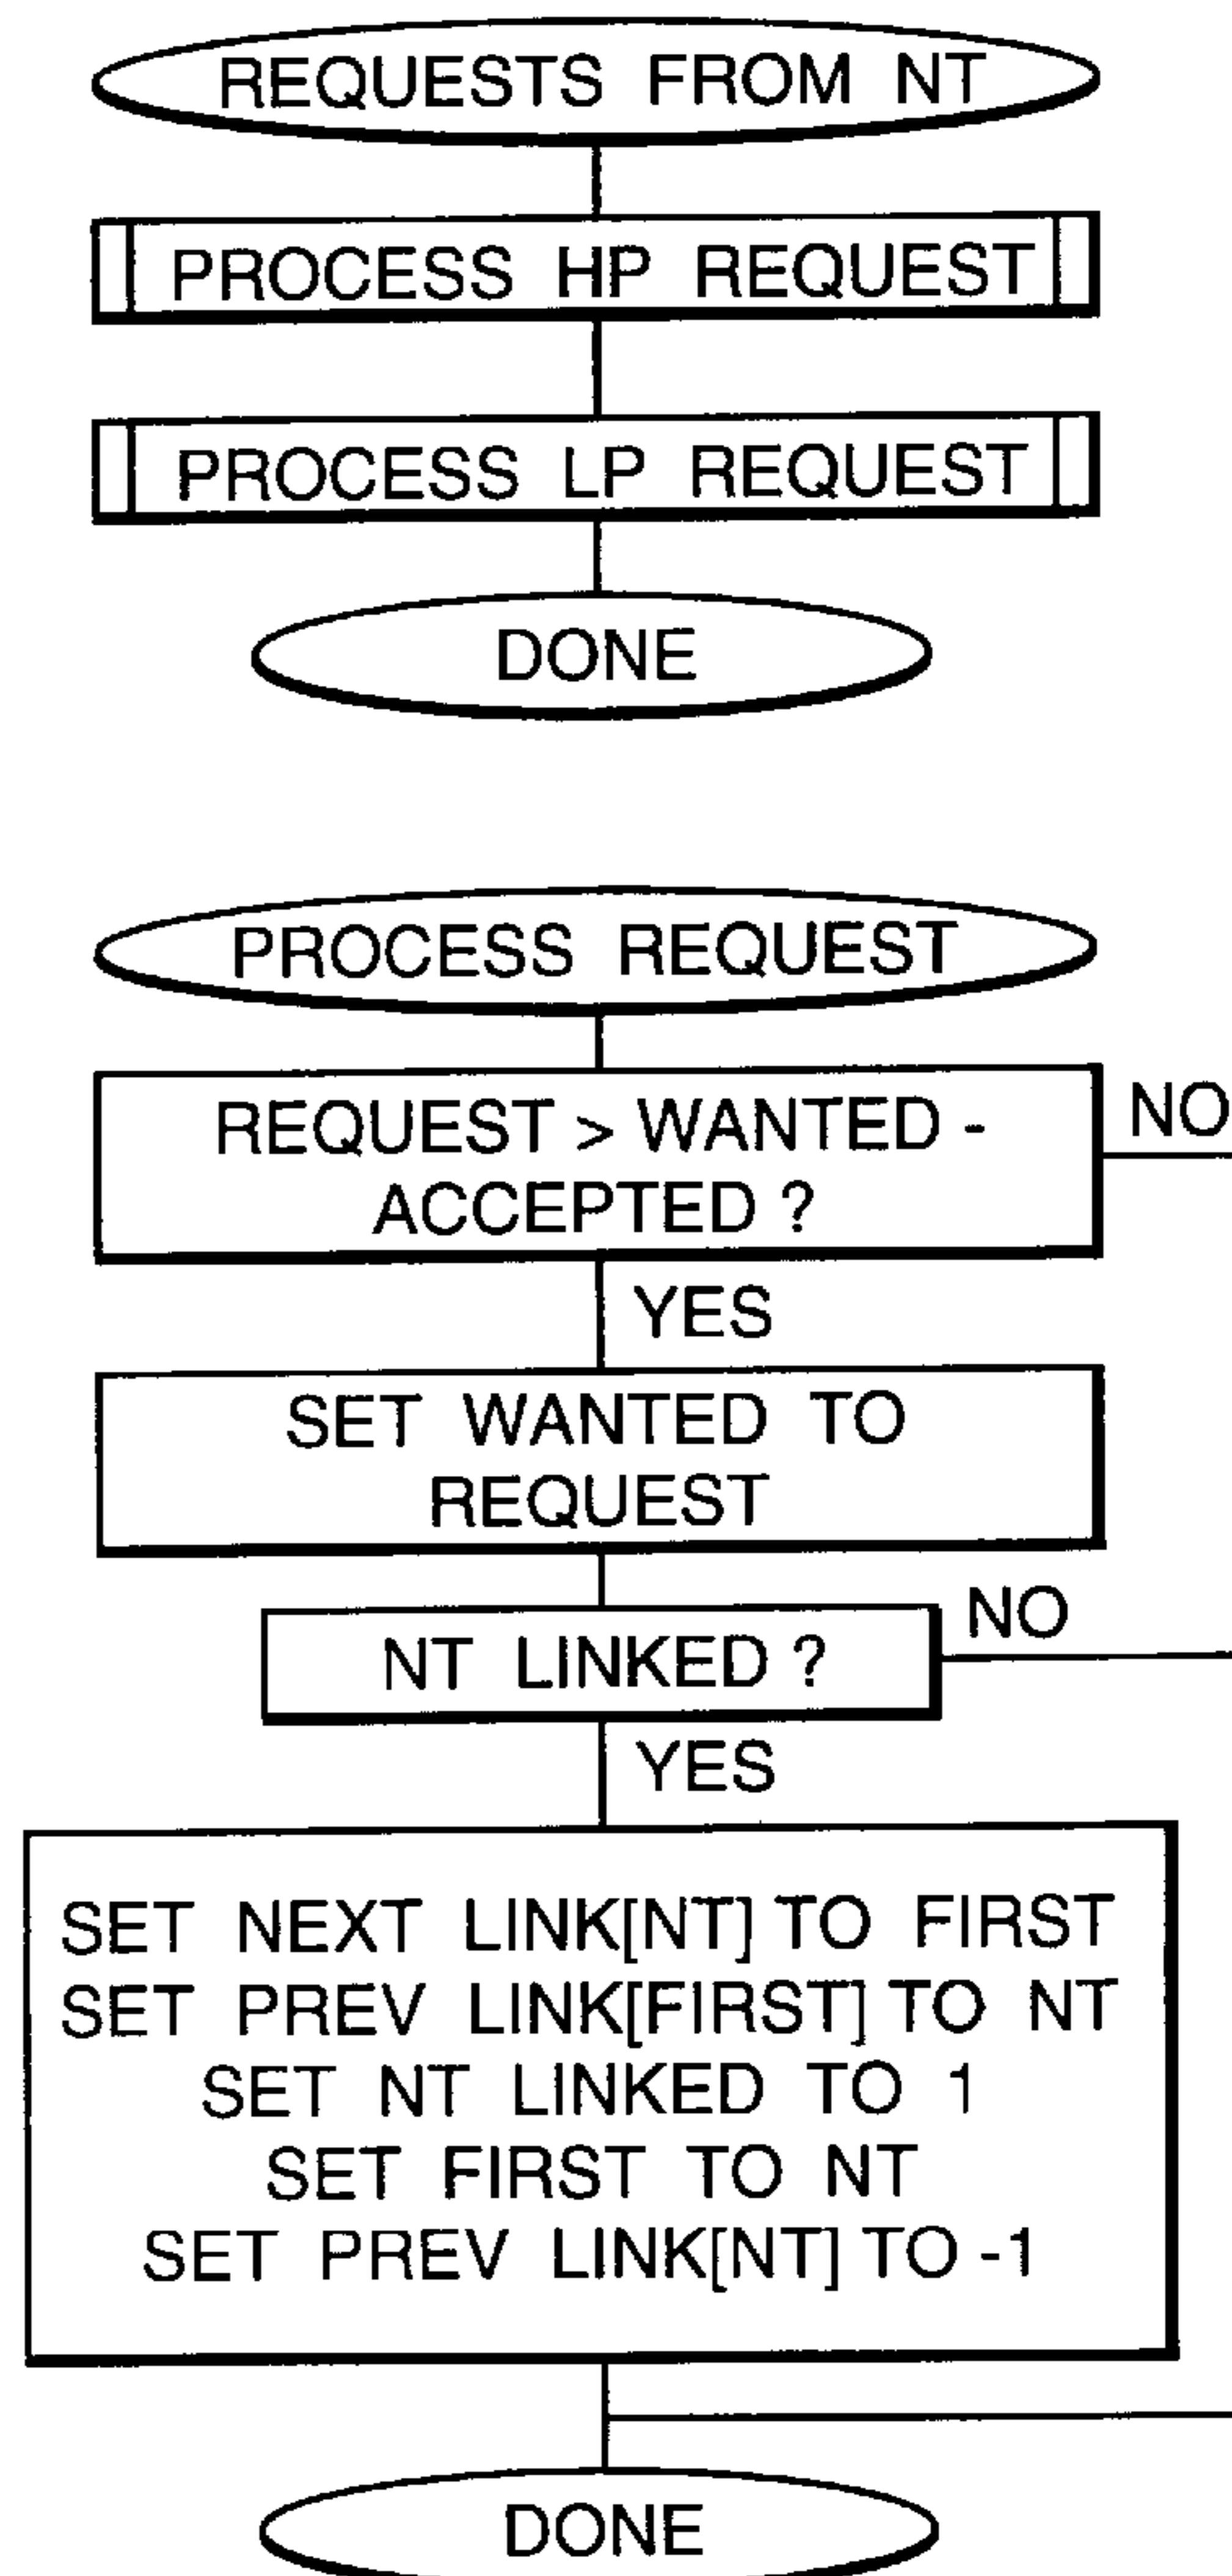 REQUESTS FROM NT
PROCESS HP REQUEST
PROCESS LP REQUEST
DONE
PROCESS REQUEST
REQUEST > WANTED -
ACCEPTED ?
NO
YES
SET WANTED TO
REQUEST
NT LINKED ?
NO
YES
SET NEXT LINK[NT] TO FIRST
SET PREV LINK[FIRST] TO NT
SET NT LINKED TO 1
SET FIRST TO NT
SET PREV LINK[NT] TO -1
DONE